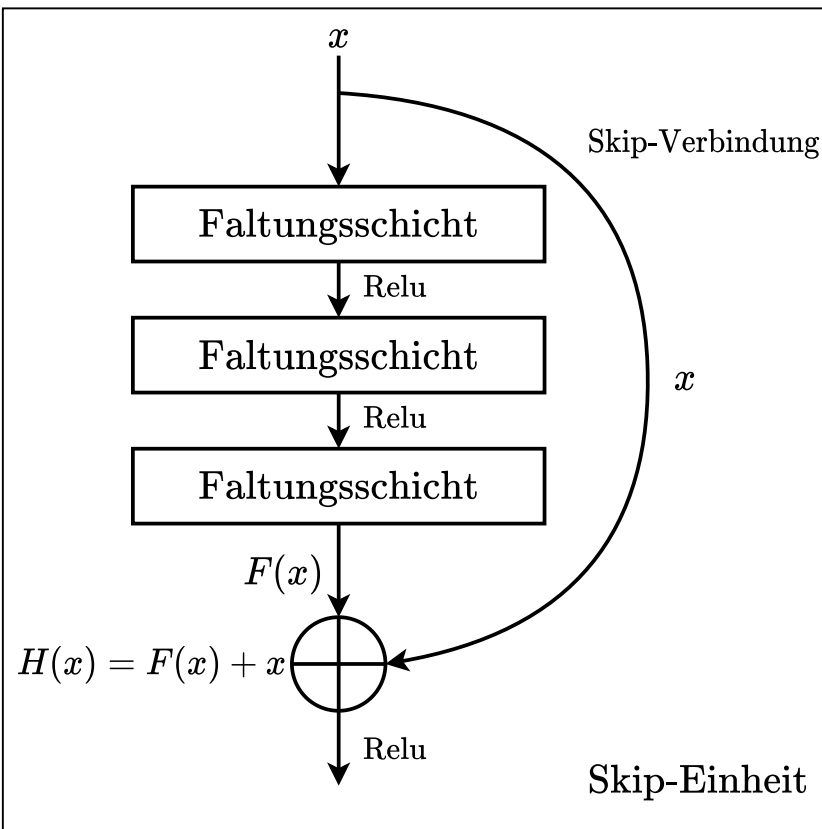 x
Skip-Verbindung
Faltungsschicht
Relu
Faltungsschicht
x
Relu
Faltungsschicht
F(x)
H(x) = F(x) + x
Relu
Skip-Einheit